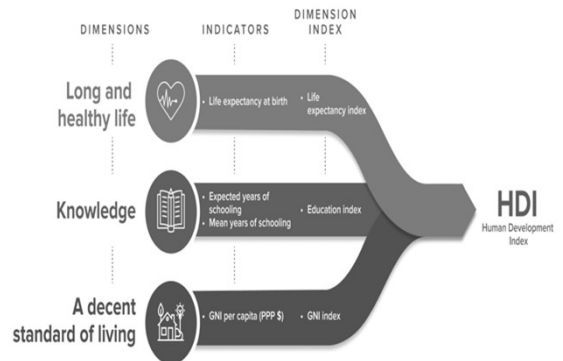 DIMENSIONS
INDICATORS
DIMENSION
INDEX
Long and
healthy life
• Life expectancy at birth
• Life
expectancy index
Knowledge
• Expected years of
schooling
• Mean years of schooling
• Education index
A decent
standard of living
• GNI per capita (PPP $)
• GNI index
HDI
Human Development
Index